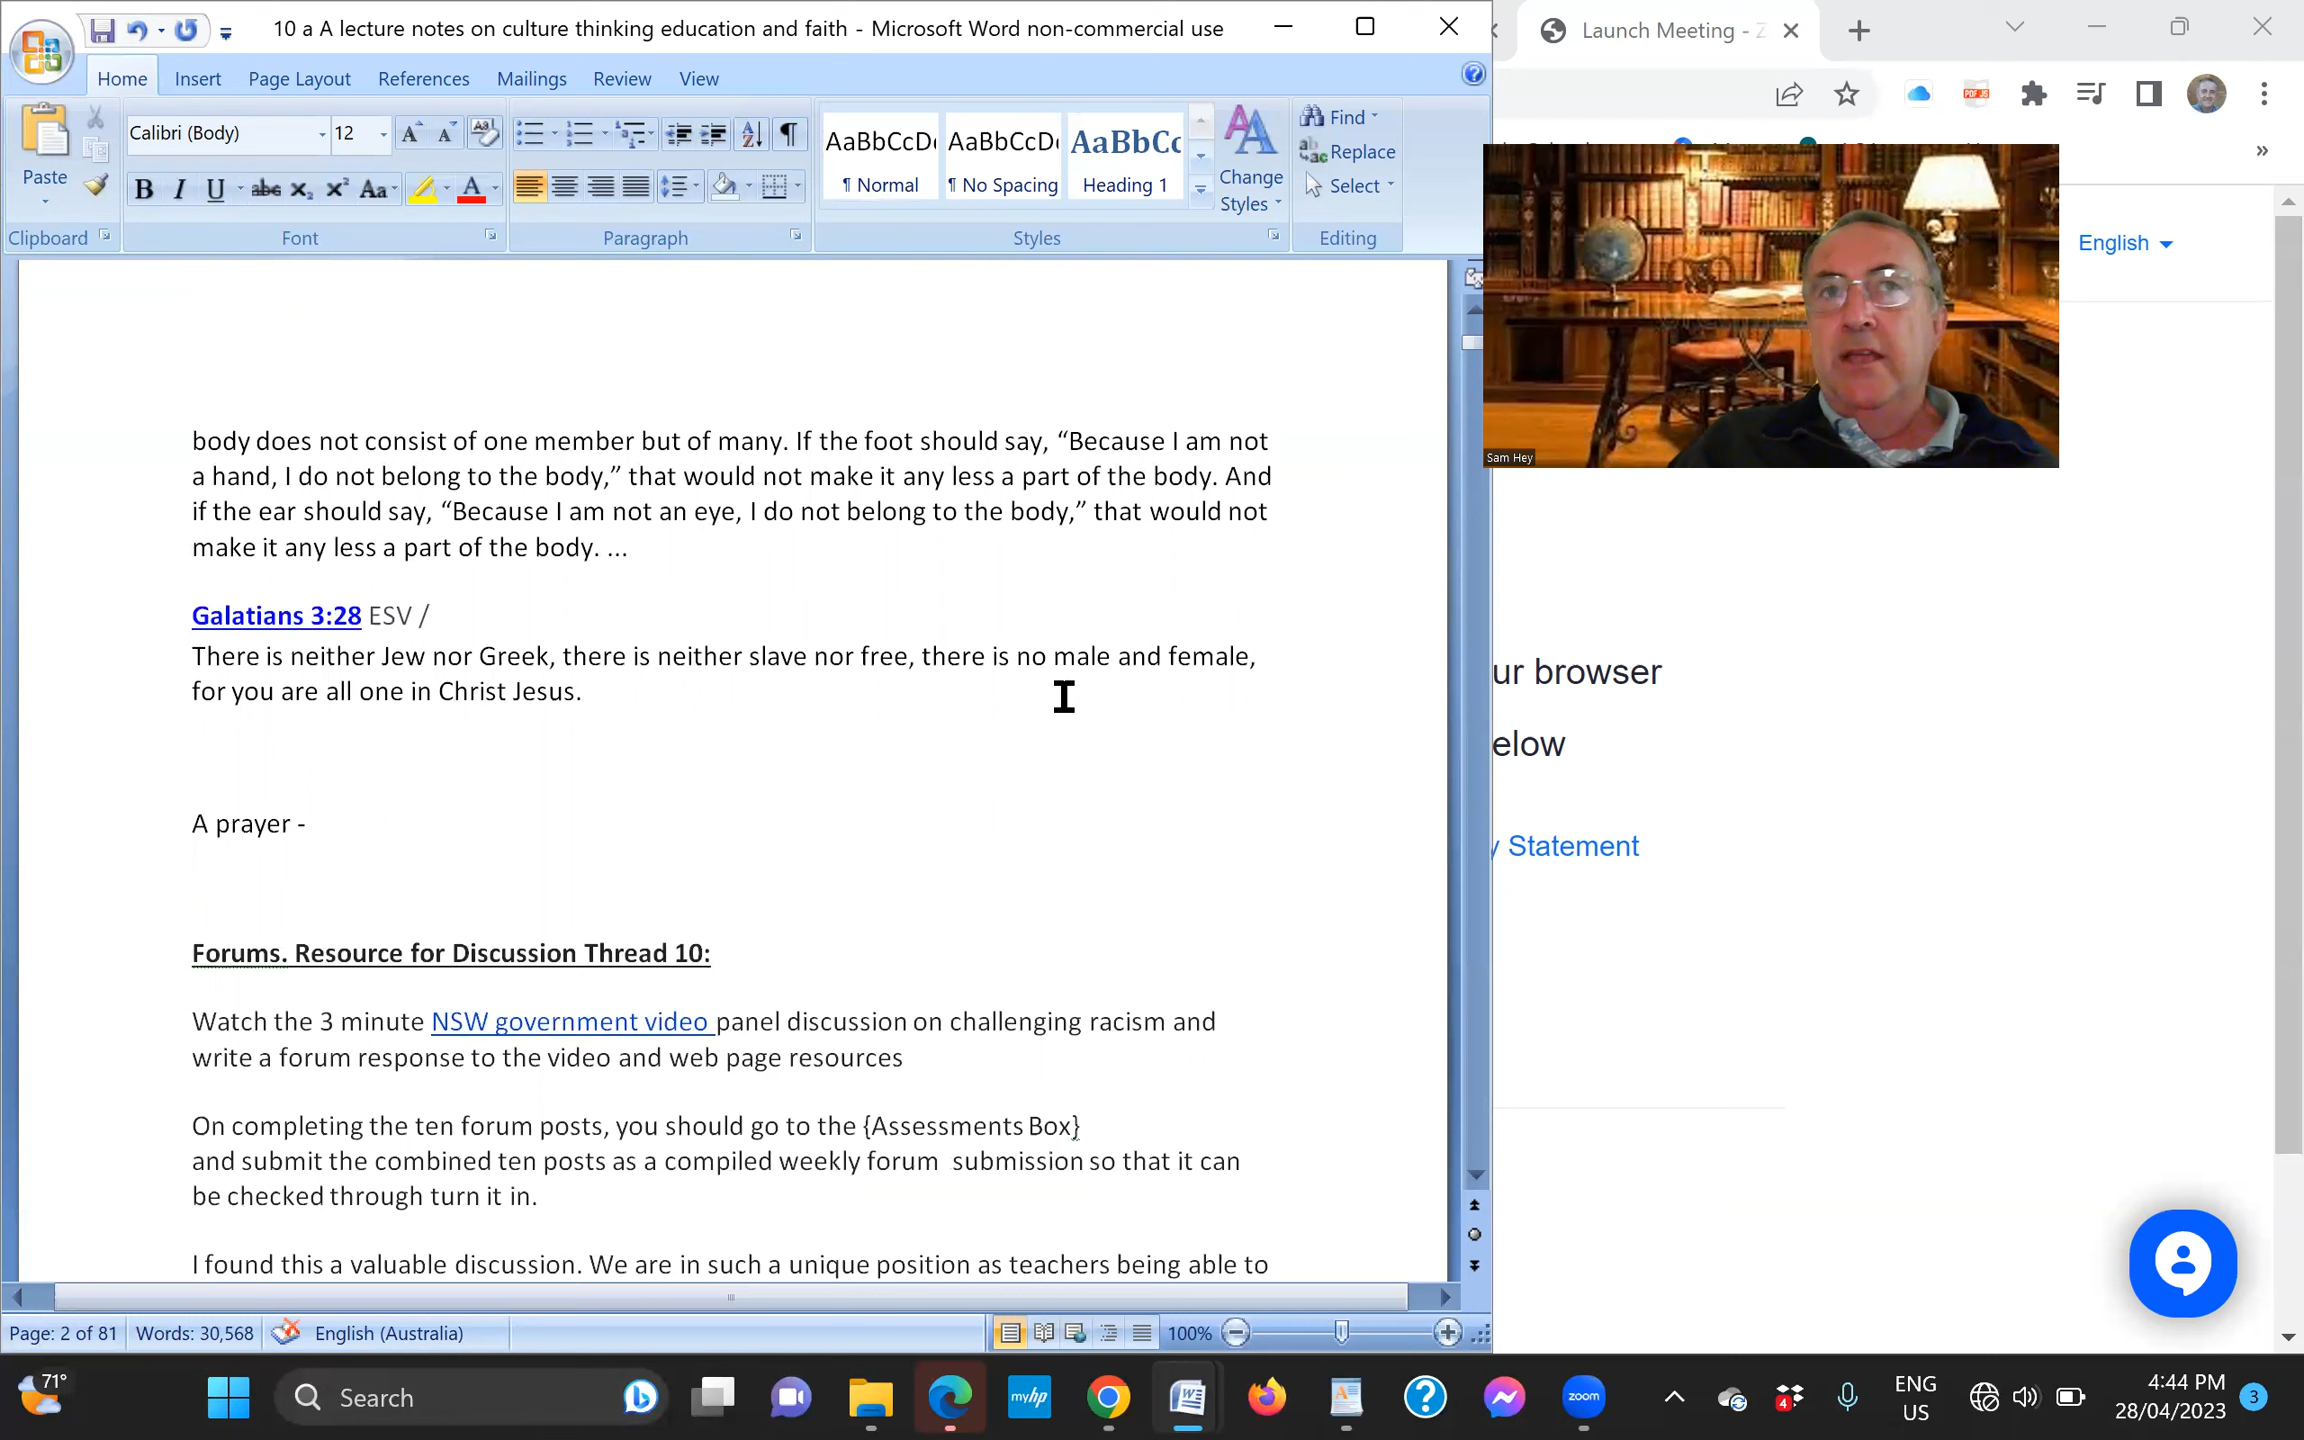 10 a A lecture notes on culture thinking education and faith - Microsoft Word non-commercial use
Launch Meeting - Z
Home Insert Page Layout References Mailings Review View
Paste
Clipboard
Calibri (Body) 12
Font
Paragraph
AaBbCcDc AaBbCcDc AaBbCc
¶ Normal ¶ No Spacing Heading 1
Change Styles
Styles
Find
Replace
Select
Editing
English
Sam Hey
body does not consist of one member but of many. If the foot should say, “Because I am not
a hand, I do not belong to the body,” that would not make it any less a part of the body. And
if the ear should say, “Because I am not an eye, I do not belong to the body,” that would not
make it any less a part of the body. ...
Galatians 3:28 ESV /
There is neither Jew nor Greek, there is neither slave nor free, there is no male and female,
for you are all one in Christ Jesus.
A prayer -
Forums. Resource for Discussion Thread 10:
Watch the 3 minute NSW government video panel discussion on challenging racism and
write a forum response to the video and web page resources
On completing the ten forum posts, you should go to the {Assessments Box}
and submit the combined ten posts as a compiled weekly forum  submission so that it can
be checked through turn it in.
I found this a valuable discussion. We are in such a unique position as teachers being able to
ur browser
elow
y Statement
Page: 2 of 81 Words: 30,568 English (Australia) 100%
71°
Search
myhp
zoom
4
ENG
US
4:44 PM
28/04/2023
3